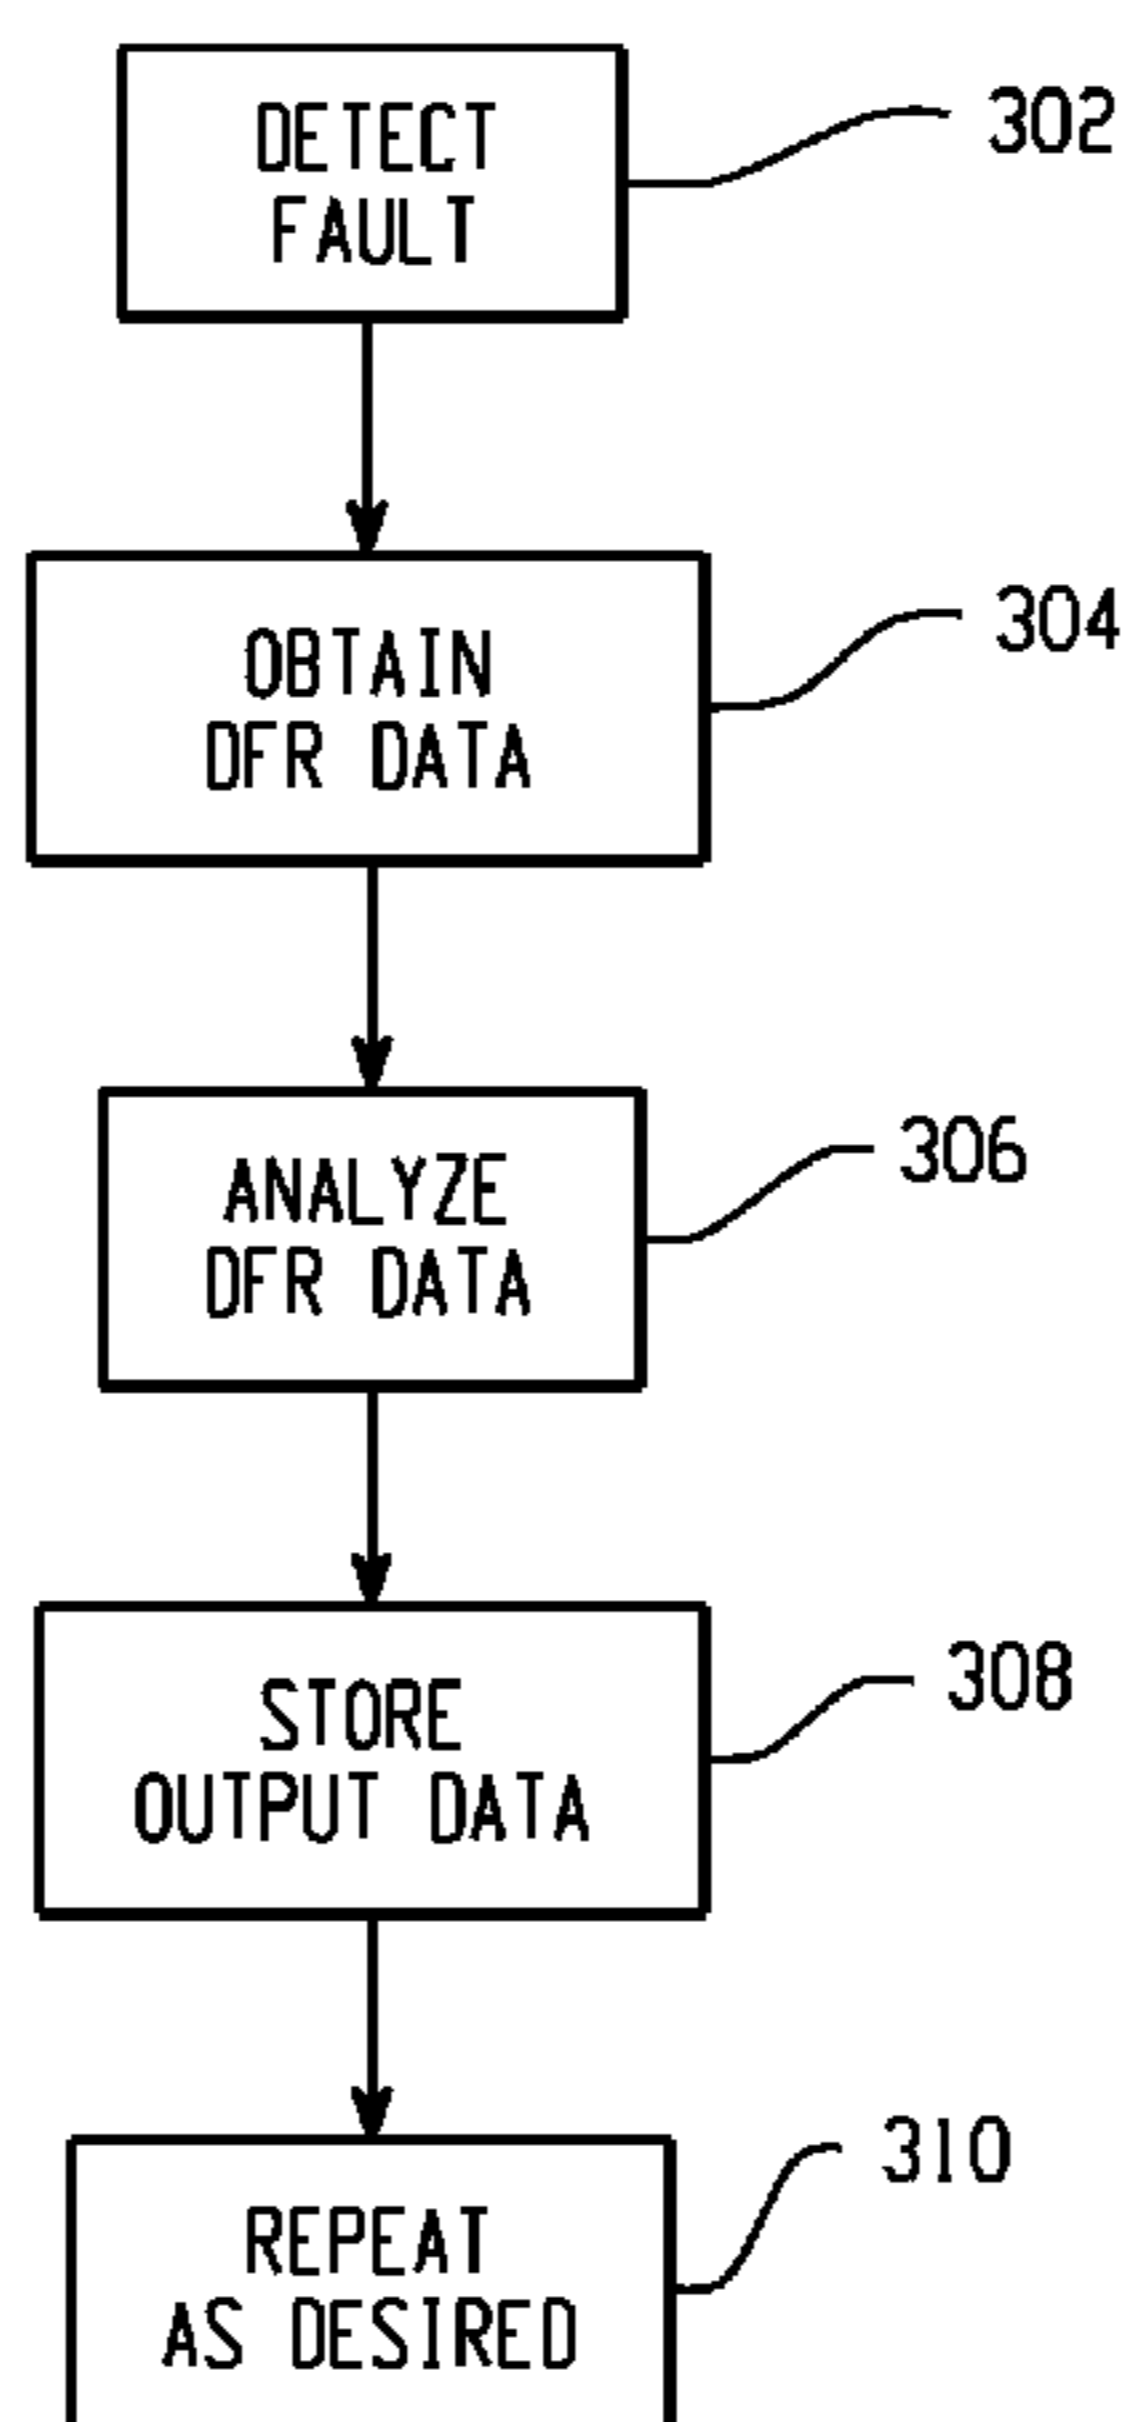 DETECT
FAULT
302
OBTAIN
DFR DATA
304
ANALYZE
DFR DATA
306
STORE
OUTPUT DATA
308
REPEAT
AS DESIRED
310